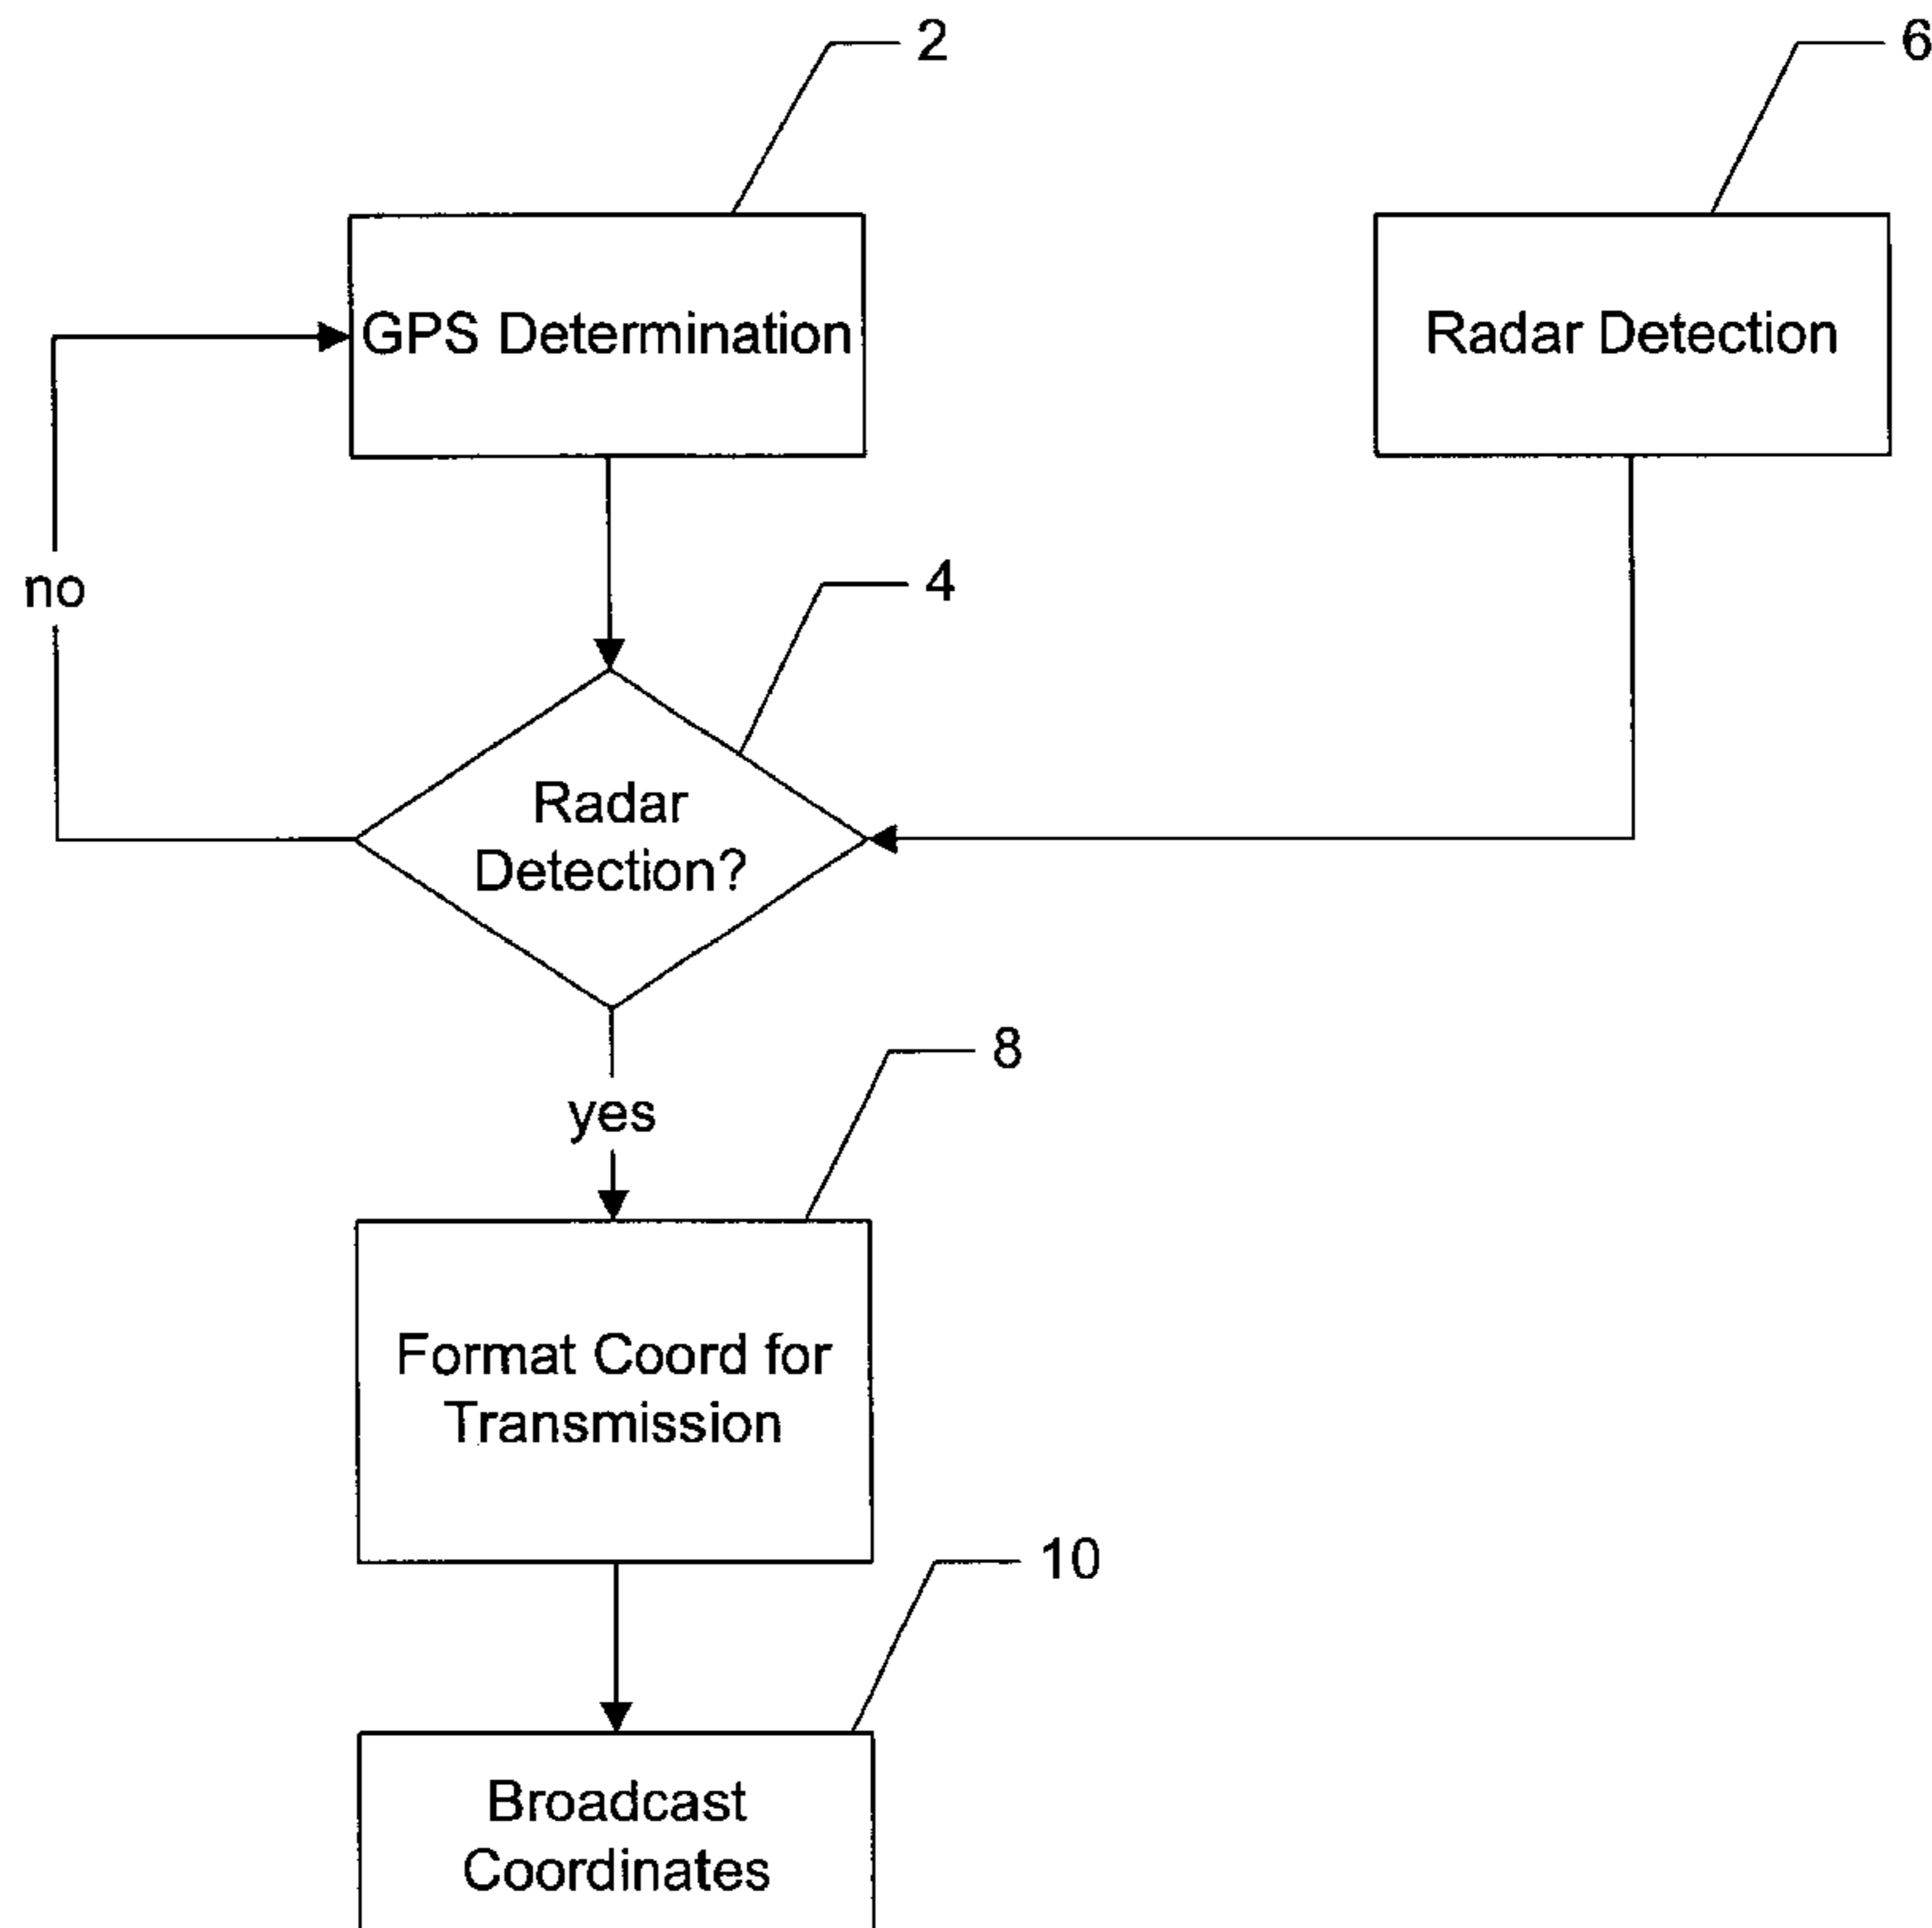 2
6
GPS Determination
Radar Detection
no
4
Radar
Detection?
8
yes
Format Coord for
Transmission
10
Broadcast
Coordinates